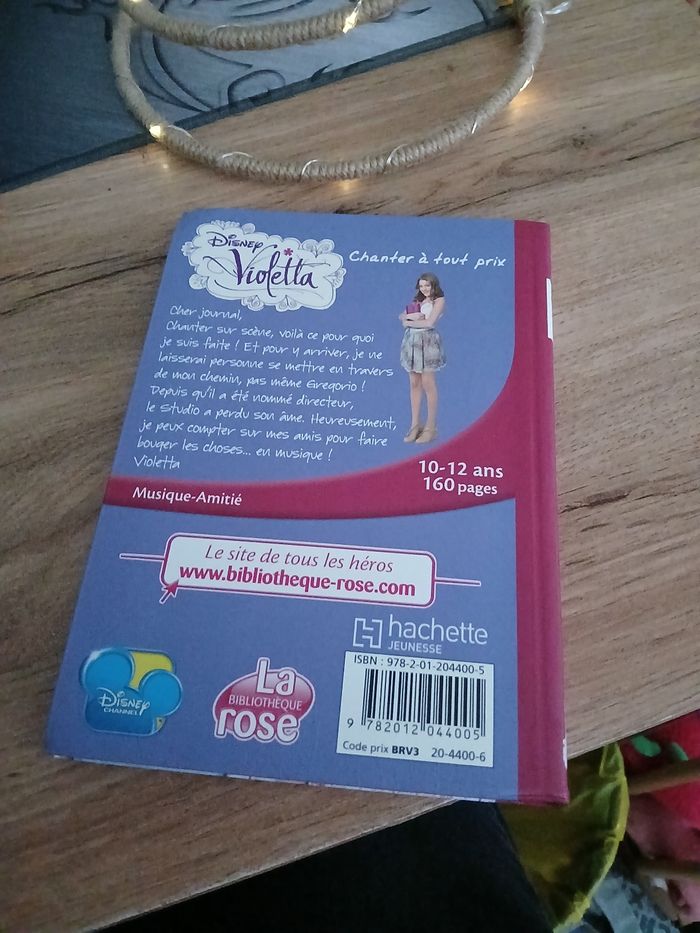 Disney
Violetta
Chanter à tout prix
Cher journal,
Chanter sur scène, voilà ce pour quoi
je suis faite ! Et pour y arriver, je ne
laisserai personne se mettre en travers
de mon chemin, pas même Gregorio !
Depuis qu'il a été nommé directeur,
le Studio a perdu son âme. Heureusement,
je peux compter sur mes amis pour faire
bouger les choses... en musique !
Violetta
10-12 ans
160 pages
Musique-Amitié
Le site de tous les héros
www.bibliotheque-rose.com
hachette
JEUNESSE
ISBN : 978-2-01-204400-5
9 782012 044005
Code prix BRV3 20-4400-6
Disney
CHANNEL
La
BIBLIOTHÈQUE
rose